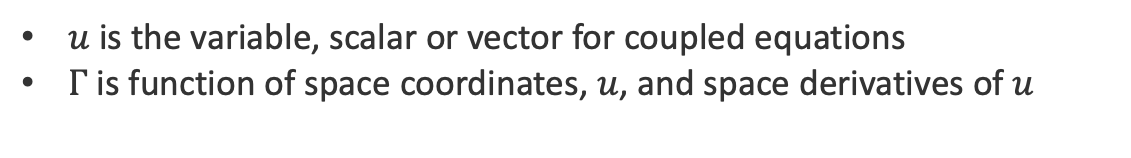 • 𝑢 is the variable, scalar or vector for coupled equations
• Γ is function of space coordinates, 𝑢, and space derivatives of 𝑢